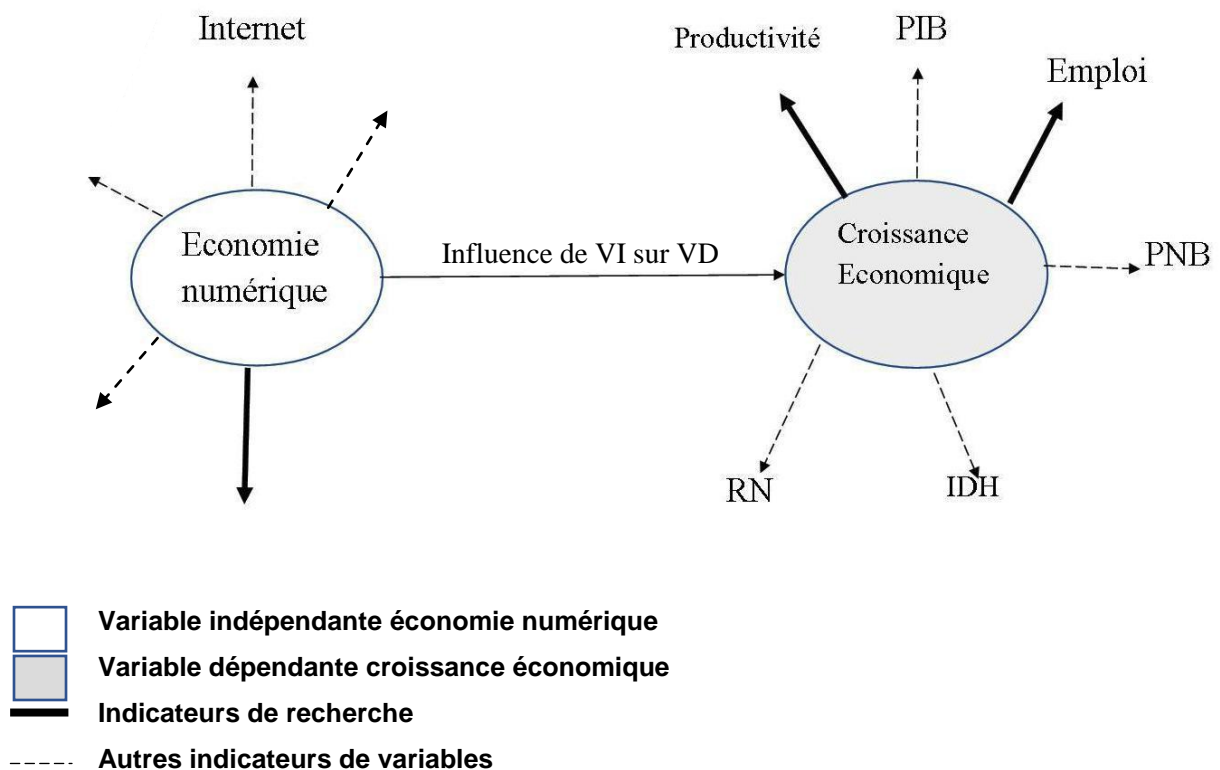 Internet
Productivité
PIB
Emploi
Economie
numérique
Influence de VI sur VD
Croissance
Economique
PNB
RN
IDH
Variable indépendante économie numérique
Variable dépendante croissance économique
Indicateurs de recherche
Autres indicateurs de variables